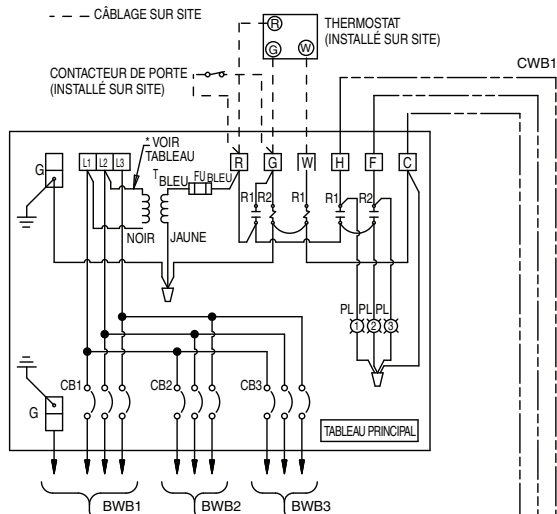 CÂBLAGE SUR SITE
R
THERMOSTAT
(INSTALLÉ SUR SITE)
G
W
CONTACTEUR DE PORTE
(INSTALLÉ SUR SITE)
CWB1
* VOIR
TABLEAU
G
L1 L2 L3
T
BLEU
FU
BLEU
R
G
W
H
F
C
R1
R2
R1
R1
R2
NOIR
JAUNE
PL
PL
PL
1
2
3
CB1
CB2
CB3
G
TABLEAU PRINCIPAL
BWB1
BWB2
BWB3